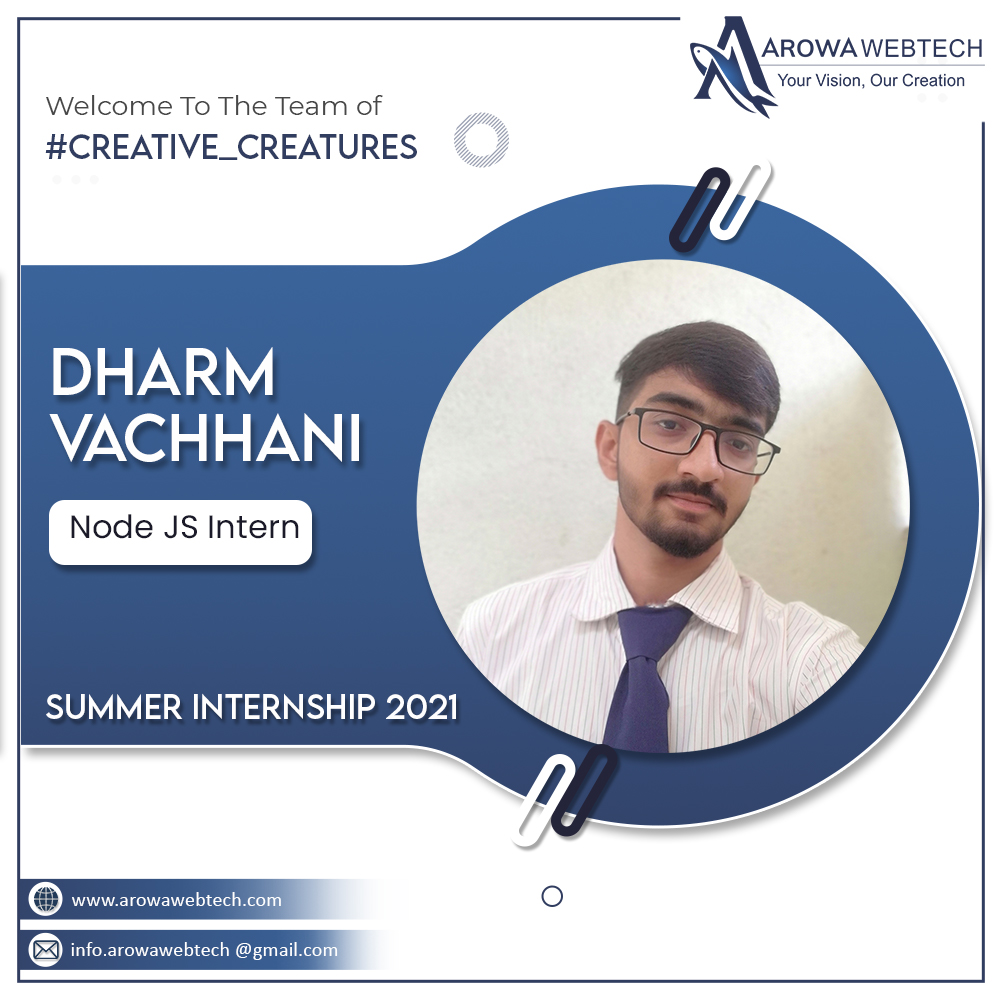 AROWA WEBTECH
Your Vision, Our Creation
Welcome To The Team of
#CREATIVE_CREATURES
DHARM
VACHHANI
Node JS Intern
SUMMER INTERNSHIP 2021
www.arowawebtech.com
info.arowawebtech @gmail.com